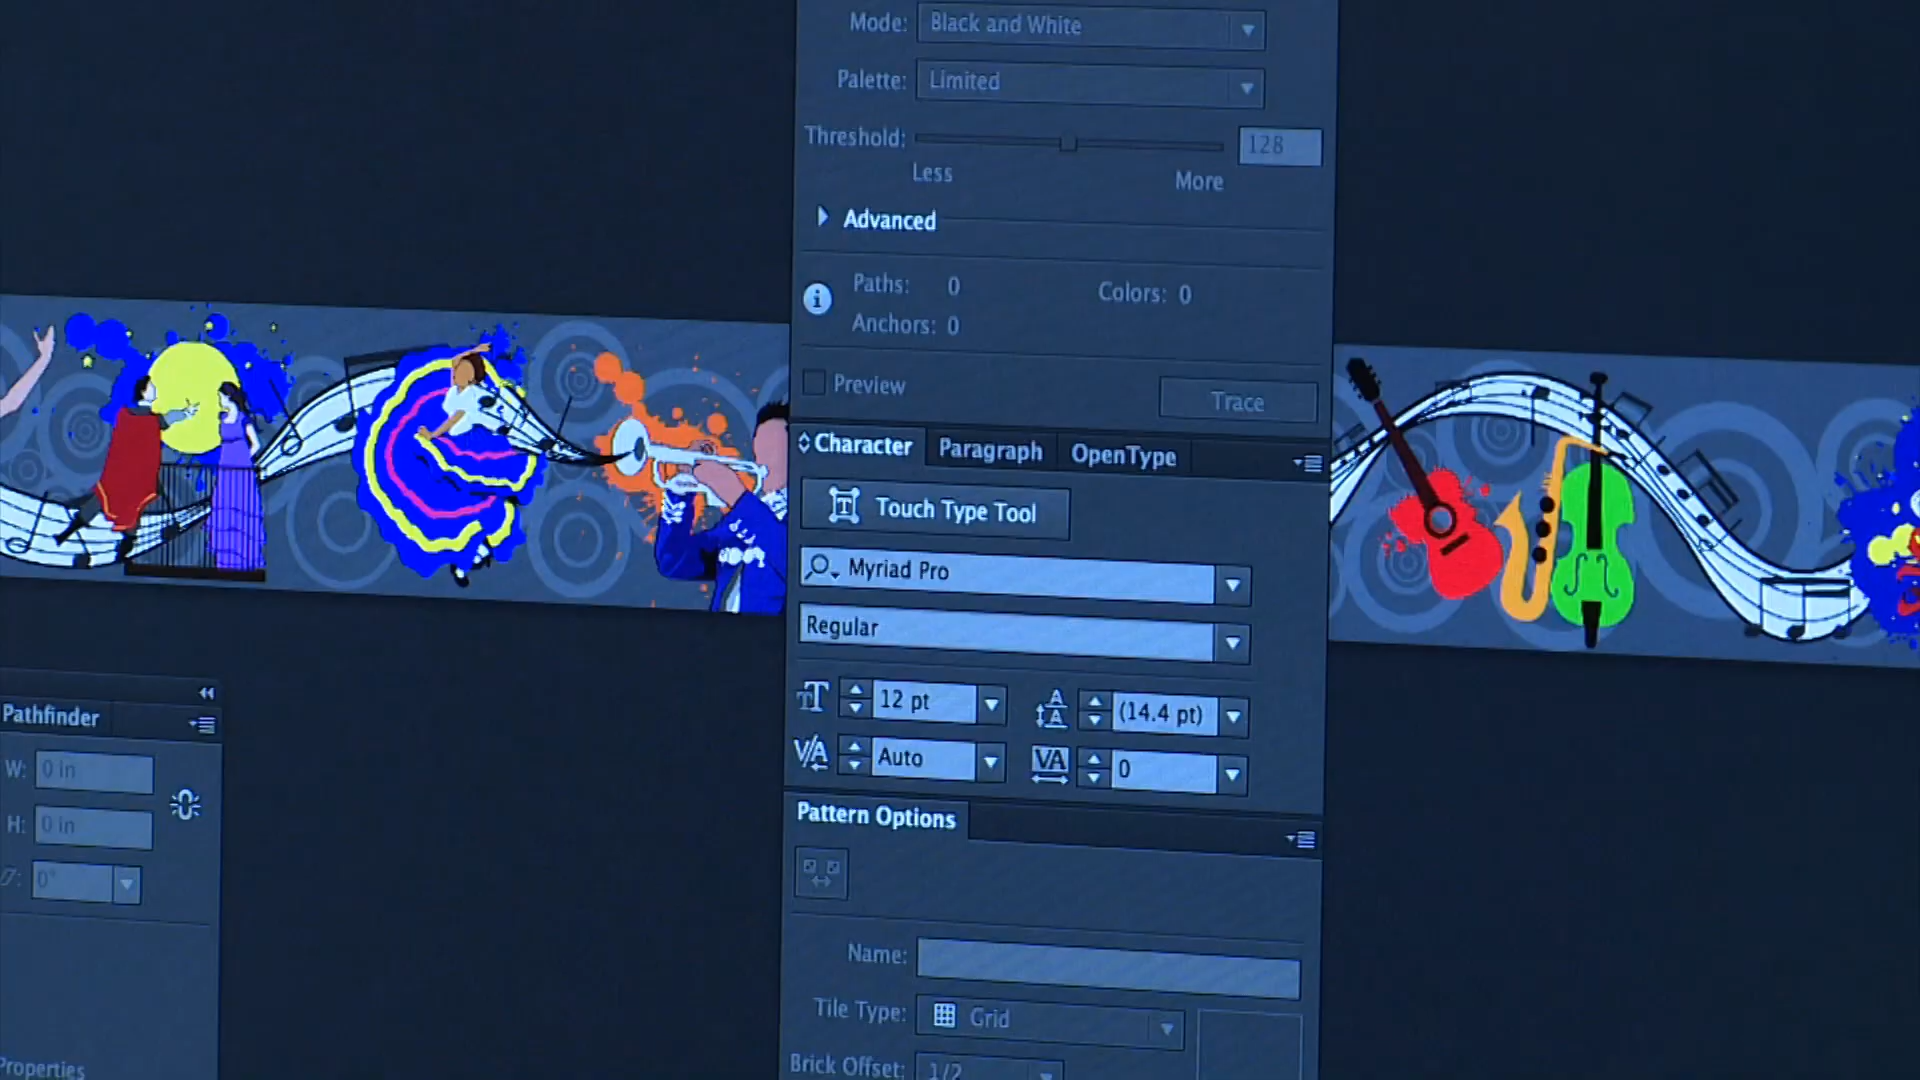 Mode: Black and White
Palette: Limited
Threshold: 128
Less More
Advanced
Paths: 0 Colors: 0
Anchors: 0
Preview Trace
Character Paragraph OpenType
Touch Type Tool
Myriad Pro
Regular
12 pt (14.4 pt)
Auto 0
Pattern Options
Name:
Tile Type: Grid
Brick Offset: 1/2
Pathfinder
W: 0 in
H: 0 in
0°
Properties